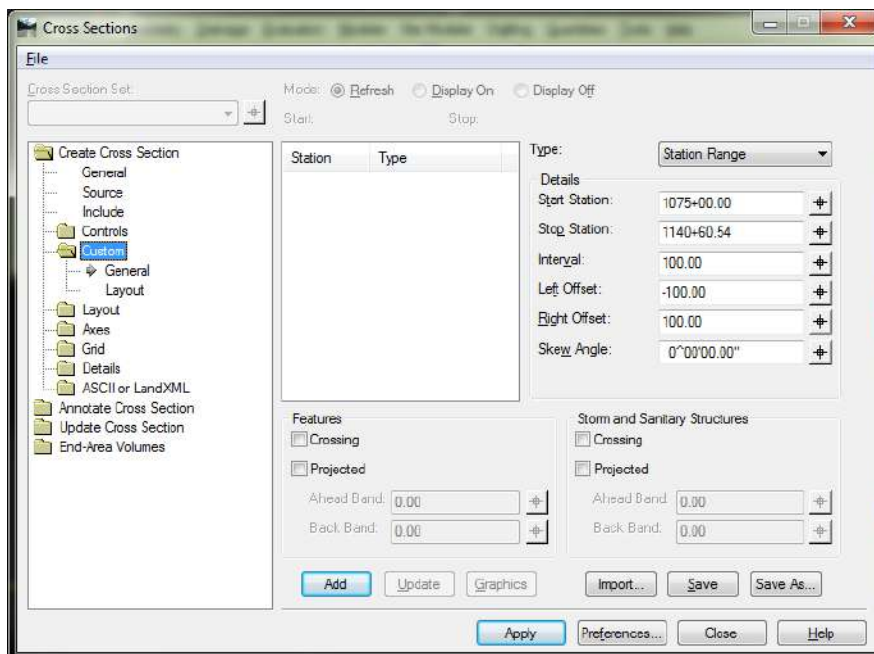 Cross Sections
File
Cross Section Set:
Mode: Refresh Display On Display Off
Start: Stop:
Create Cross Section
General
Source
Include
Controls
Custom
General
Layout
Layout
Axes
Grid
Details
ASCII or LandXML
Annotate Cross Section
Update Cross Section
End-Area Volumes
Station Type
Type: Station Range
Details
Start Station: 1075+00.00
Stop Station: 1140+60.54
Interval: 100.00
Left Offset: -100.00
Right Offset: 100.00
Skew Angle: 0^00'00.00"
Features
Crossing
Projected
Ahead Band: 0.00
Back Band: 0.00
Storm and Sanitary Structures
Crossing
Projected
Ahead Band: 0.00
Back Band: 0.00
Add Update Graphics Import... Save Save As...
Apply Preferences... Close Help